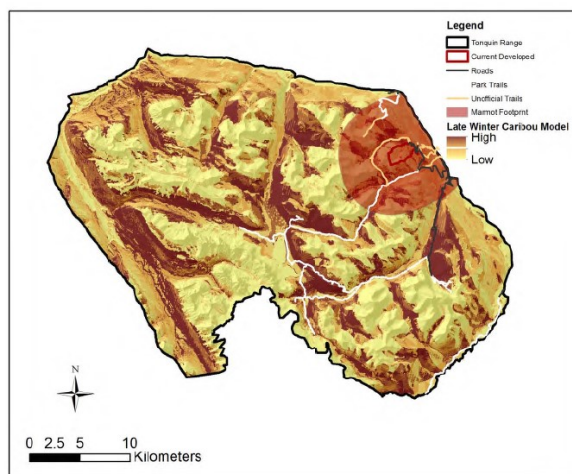 Legend
Tonquin Range
Current Developed
Roads
Park Trails
Unofficial Trails
Marmot Footprint
Late Winter Caribou Model
High
Low
N
0 2.5 5 10
Kilometers